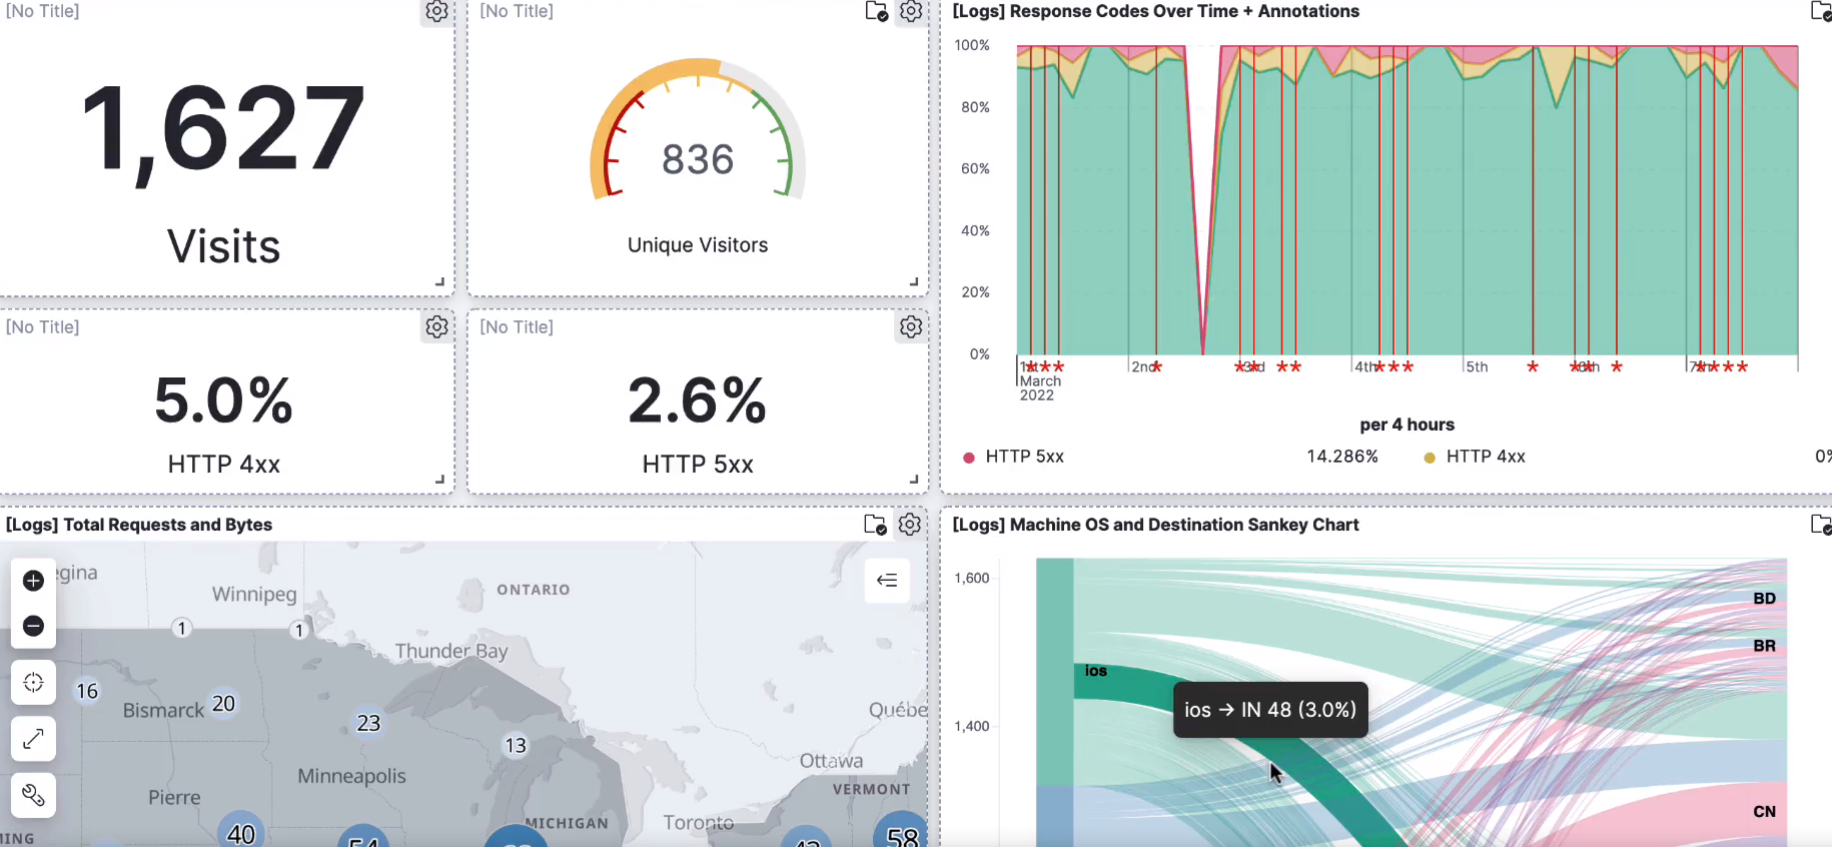 [No Title]
1,627
Visits
[No Title]
836
Unique Visitors
[Logs] Response Codes Over Time + Annotations
100%
80%
60%
40%
20%
0%
1st
2nd
3rd
4th
5th
6th
7th
March
2022
per 4 hours
HTTP 5xx 14.286% HTTP 4xx 0%
[No Title]
5.0%
HTTP 4xx
[No Title]
2.6%
HTTP 5xx
[Logs] Total Requests and Bytes
egina
Winnipeg
ONTARIO
1
1
Thunder Bay
16
Bismarck
20
23
13
Québe
Minneapolis
Ottawa
Pierre
VERMONT
MICHIGAN
Toronto
MING
40
54
58
[Logs] Machine OS and Destination Sankey Chart
1,600
1,400
ios
ios → IN 48 (3.0%)
BD
BR
CN